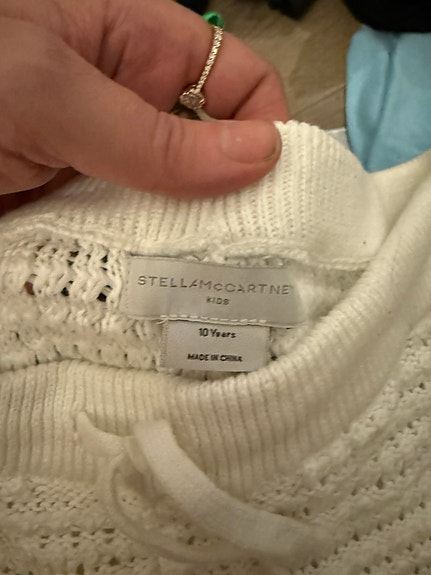 STELLAMcCARTNE
KIDS
10 Years
MADE IN CHINA